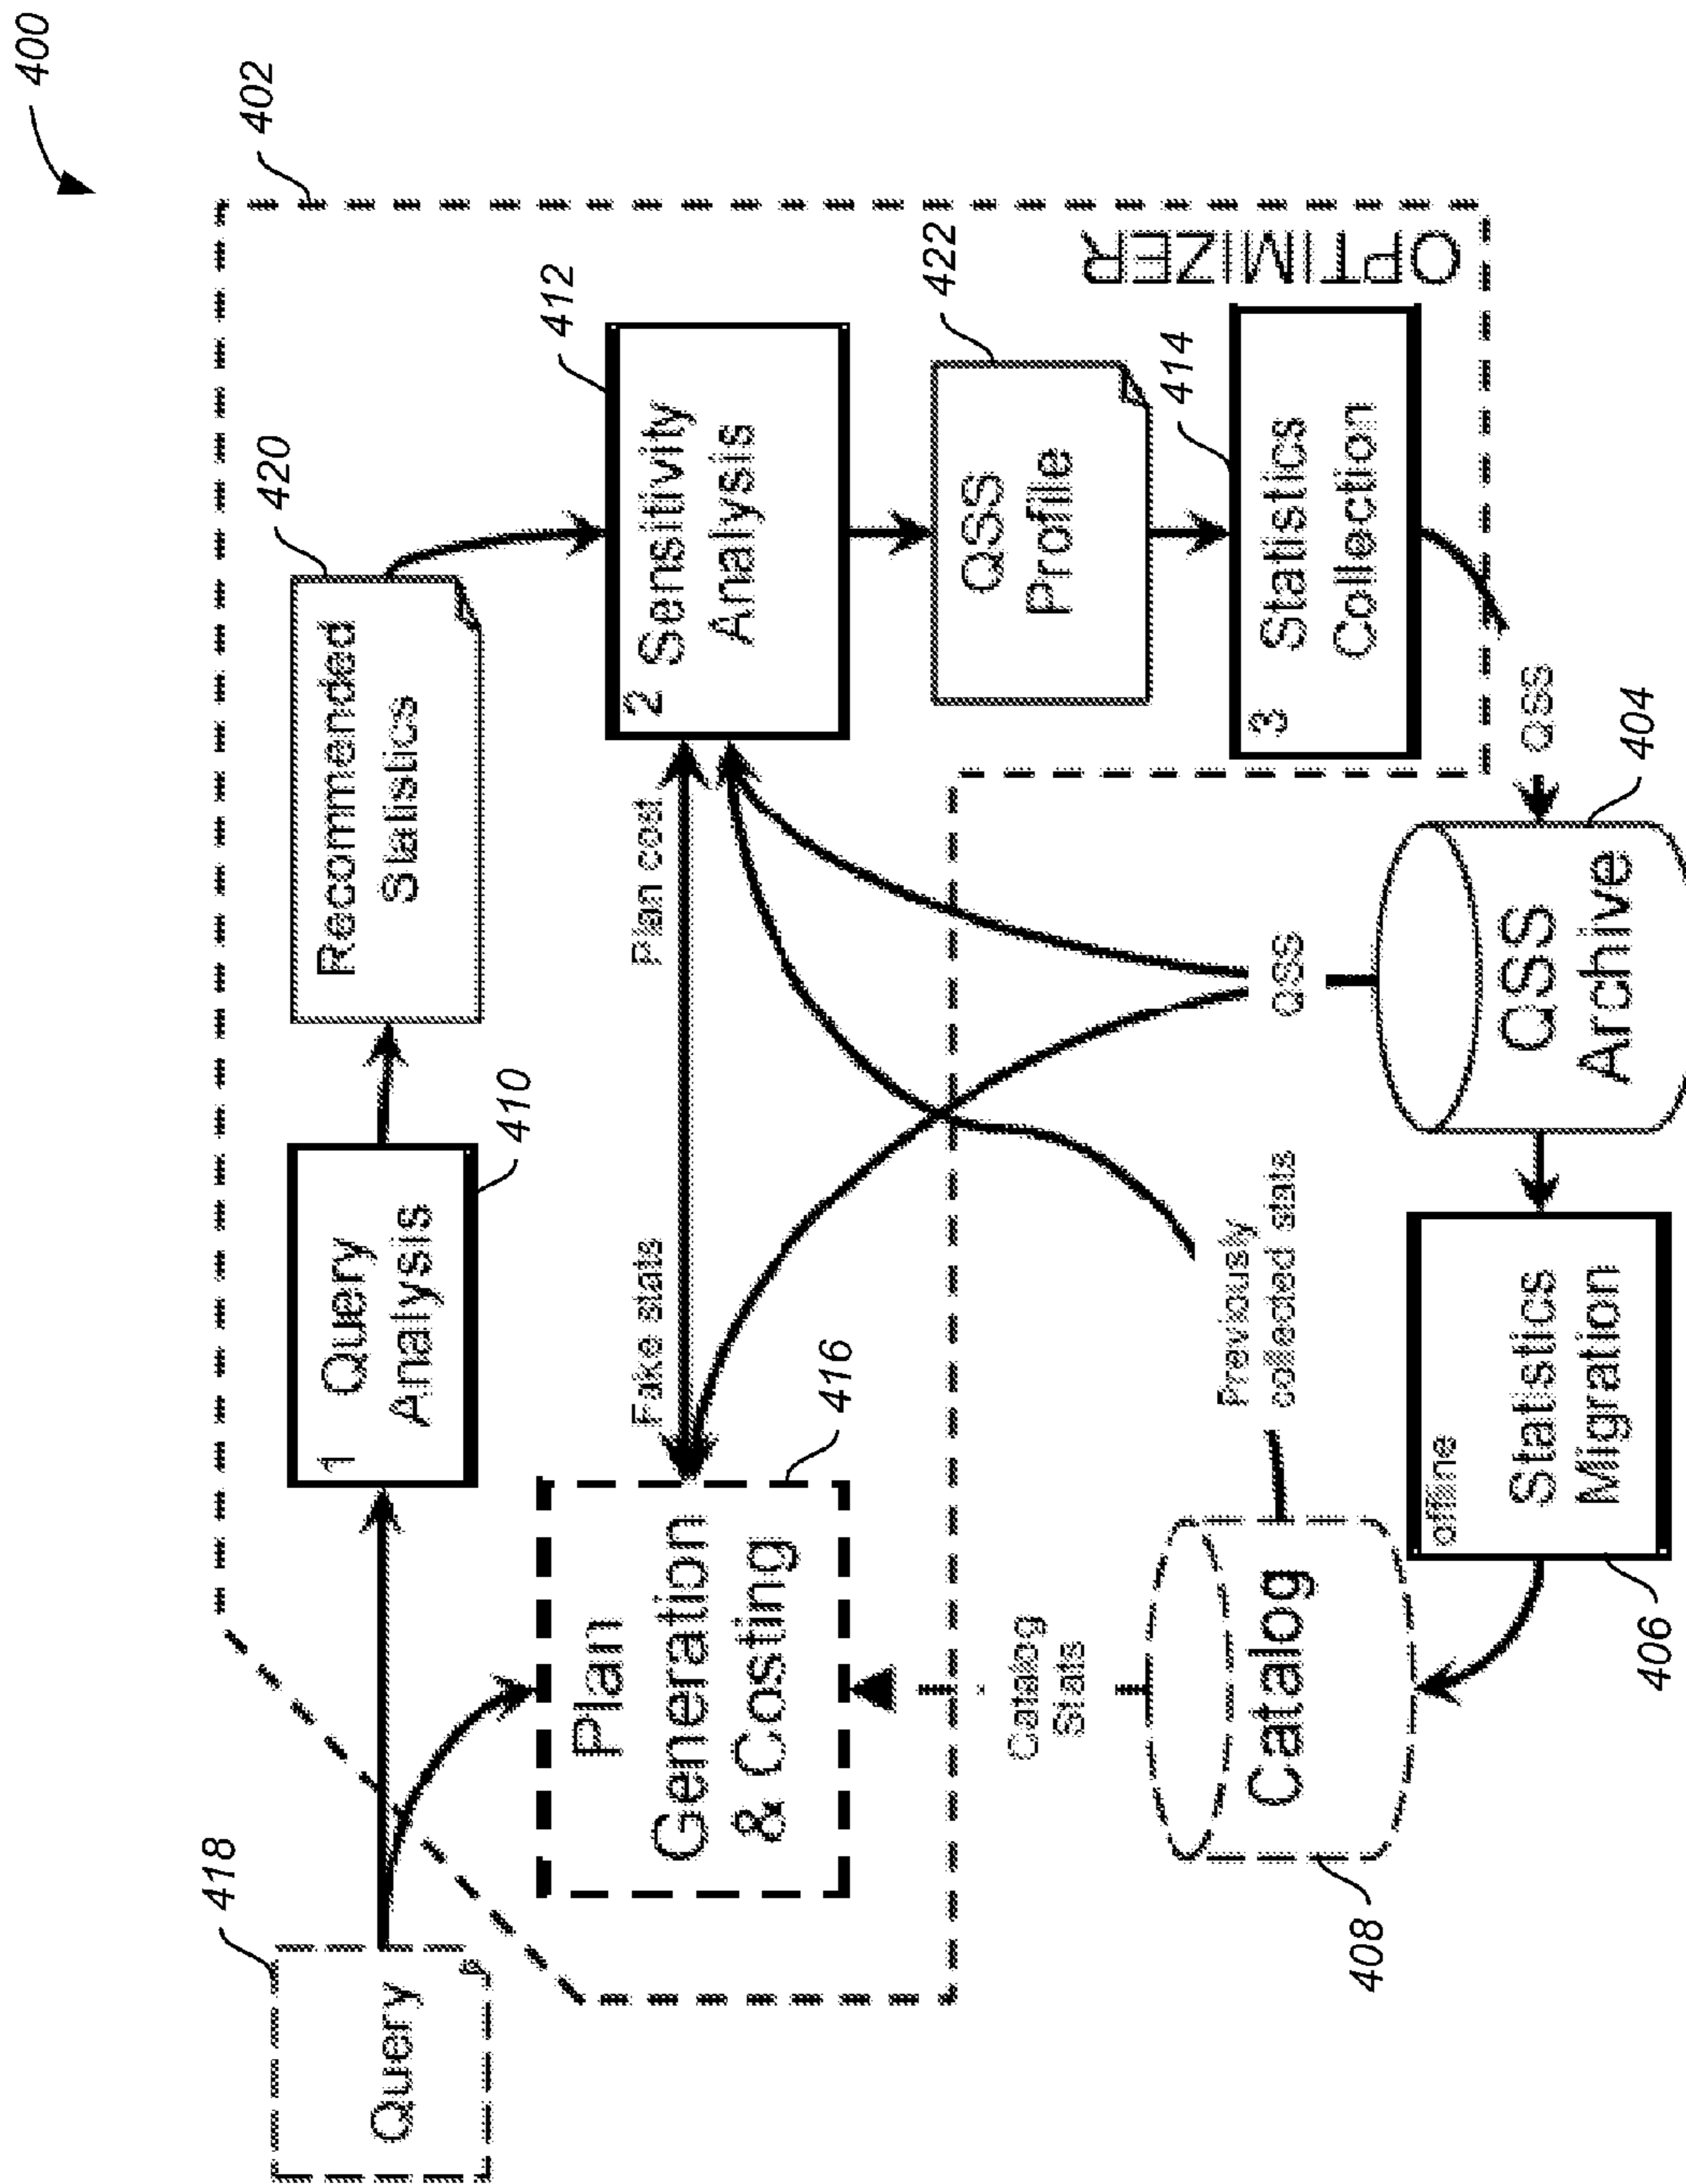 400
402
418
Query
1 Query
Analysis
410
Recommended
Statistics
420
Plan
Generation
& Costing
416
Fake stats
Plan cost
2 Sensitivity
Analysis
412
QSS
Profile
422
3 Statistics
Collection
414
OPTIMIZER
Catalog
Stats
Previously
collected stats
QSS
QSS
Catalog
408
offline
Statistics
Migration
406
QSS
Archive
404